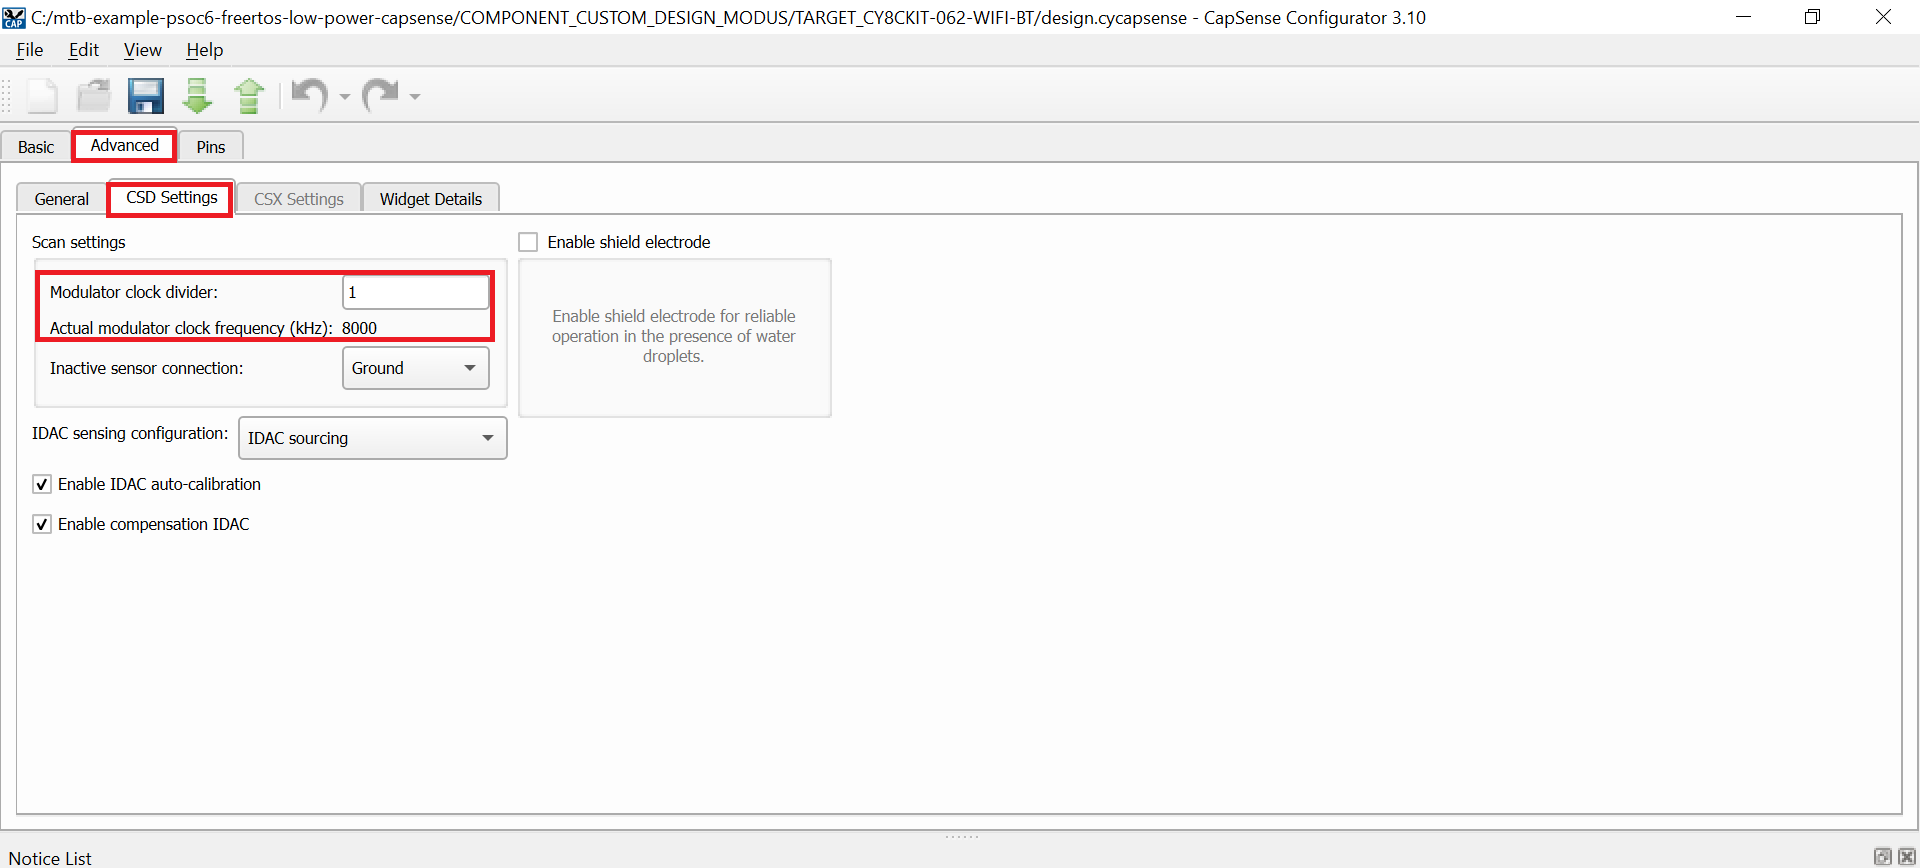 CAP C:/mtb-example-psoc6-freertos-low-power-capsense/COMPONENT_CUSTOM_DESIGN_MODUS/TARGET_CY8CKIT-062-WIFI-BT/design.cycapsense - CapSense Configurator 3.10
File Edit View Help
Basic Advanced Pins
General CSD Settings CSX Settings Widget Details
Scan settings
Modulator clock divider: 1
Actual modulator clock frequency (kHz): 8000
Inactive sensor connection: Ground
IDAC sensing configuration: IDAC sourcing
Enable IDAC auto-calibration
Enable compensation IDAC
Enable shield electrode
Enable shield electrode for reliable
operation in the presence of water
droplets.
Notice List